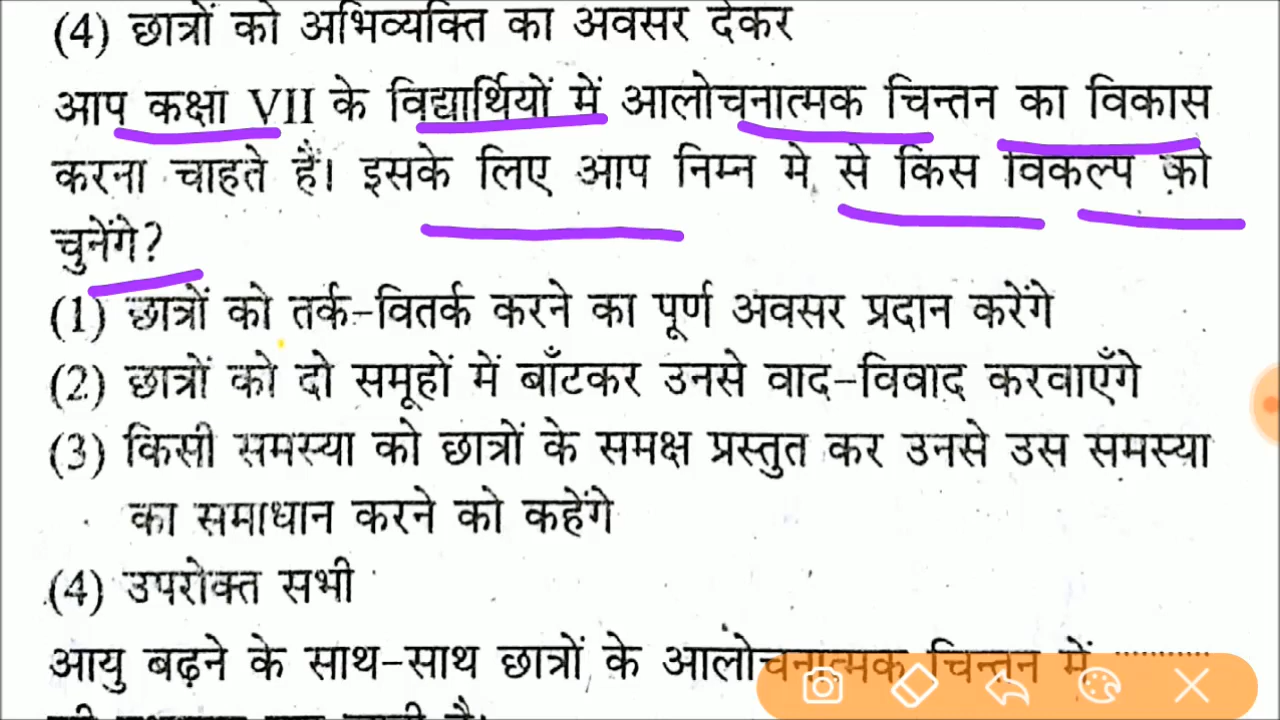 (4) छात्रों को अभिव्यक्ति का अवसर देकर
आप कक्षा VII के विद्यार्थियों में आलोचनात्मक चिन्तन का विकास
करना चाहते हैं। इसके लिए आप निम्न मे से किस विकल्प को
चुनेंगे?
(1) छात्रों को तर्क-वितर्क करने का पूर्ण अवसर प्रदान करेंगे
(2) छात्रों को दो समूहों में बाँटकर उनसे वाद-विवाद करवाएँगे
(3) किसी समस्या को छात्रों के समक्ष प्रस्तुत कर उनसे उस समस्या
का समाधान करने को कहेंगे
(4) उपरोक्त सभी
आयु बढ़ने के साथ-साथ छात्रों के आलोचनात्मक चिन्तन में ..........